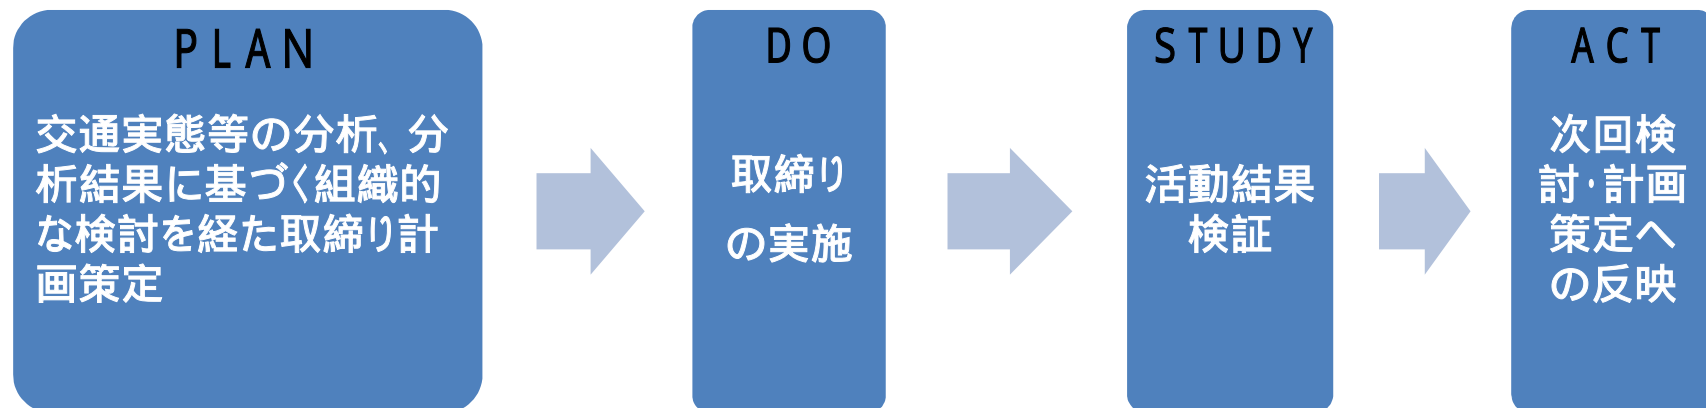 PLAN
交通実態等の分析、分
析結果に基づく組織的
な検討を経た取締り計
画策定
DO
取締り
の実施
STUDY
活動結果
検証
ACT
次回検
討・計画
策定へ
の反映